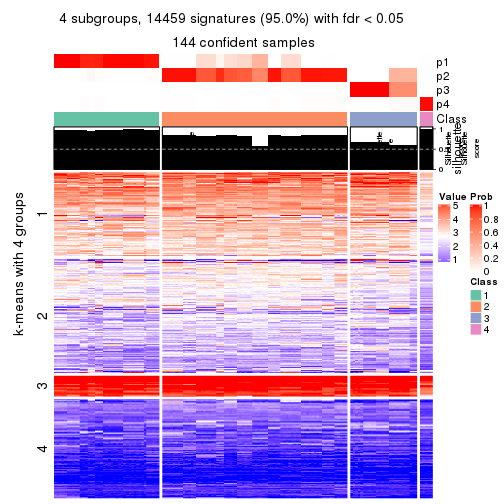 4 subgroups, 14459 signatures (95.0%) with fdr < 0.05
144 confident samples
p1
p2
p3
p4
Class
1
0.5
0
Silhouette
silhouette
Silhouette
score
k-means with 4 groups
1
2
3
4
Value
5
4
3
2
1
Prob
1
0.8
0.6
0.4
0.2
0
Class
1
2
3
4